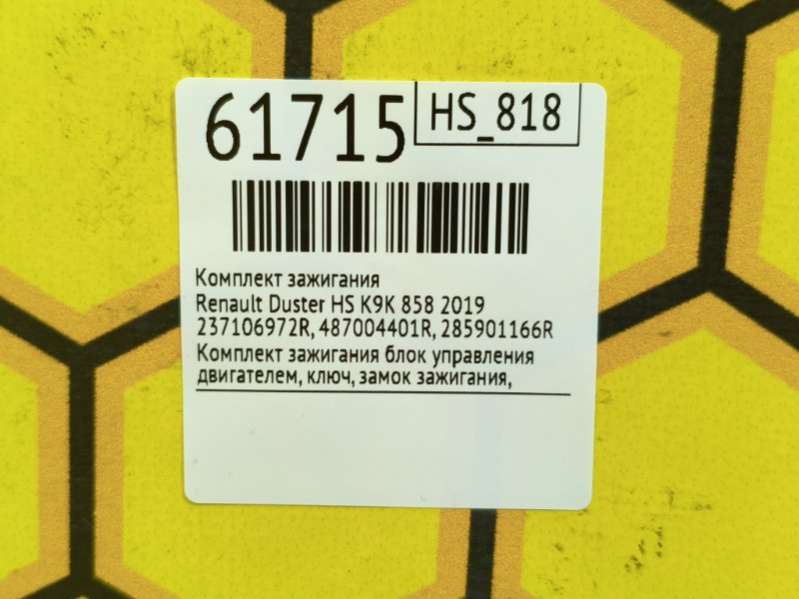 61715
HS_818
Комплект зажигания
Renault Duster HS K9K 858 2019
237106972R, 487004401R, 285901166R
Комплект зажигания блок управления
двигателем, ключ, замок зажигания,